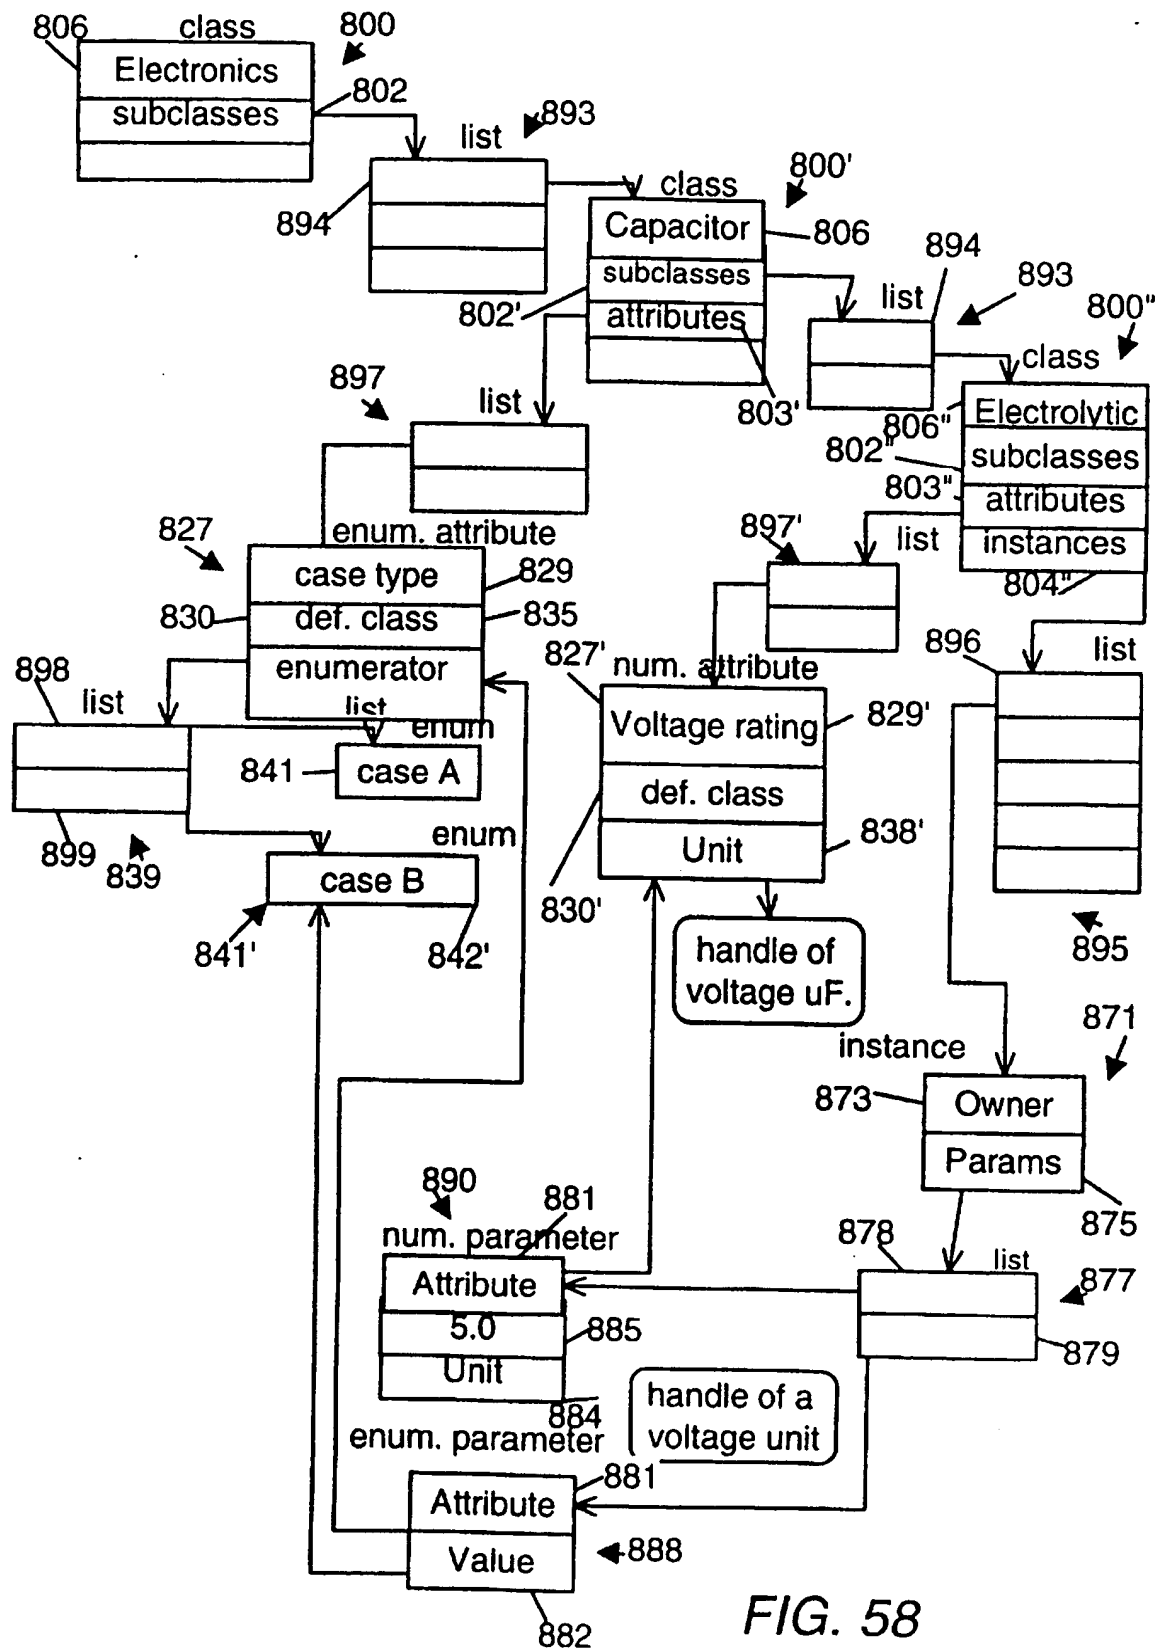 806
class
800
Electronics
subclasses
802
list
893
894
class
800'
Capacitor
806
subclasses
802'
attributes
803'
894
list
893
800"
class
Electrolytic
806"
subclasses
802"
attributes
803"
instances
804"
897
list
827
enum. attribute
case type
829
830
def. class
835
enumerator
list
897'
list
898
list
enum
841
case A
899
839
enum
case B
841'
842'
827'
num. attribute
Voltage rating
829'
def. class
Unit
838'
830'
handle of
voltage uF.
896
list
895
instance
871
873
Owner
Params
875
878
list
877
879
890
881
num. parameter
Attribute
5.0
885
Unit
884
handle of a
voltage unit
enum. parameter
881
Attribute
Value
888
882
FIG. 58